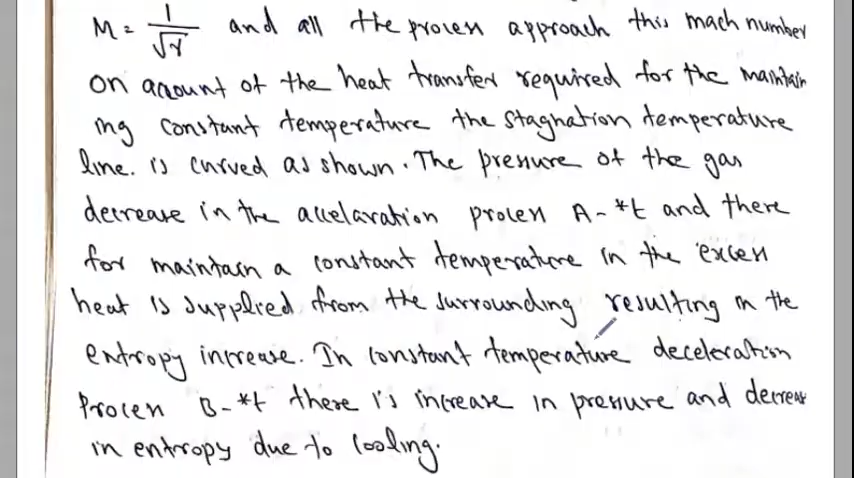 M = 1/√γ and all the process approach this mach number
on account of the heat transfer required for the maintain
ing constant temperature the stagnation temperature
line. is curved as shown. The pressure of the gas
decrease in the accelaration process A-*t and there
for maintain a constant temperature in the excess
heat is supplied from the surrounding resulting in the
entropy increase. In constant temperature deceleration
Process B-*t there is increase in pressure and decrease
in entropy due to cooling.